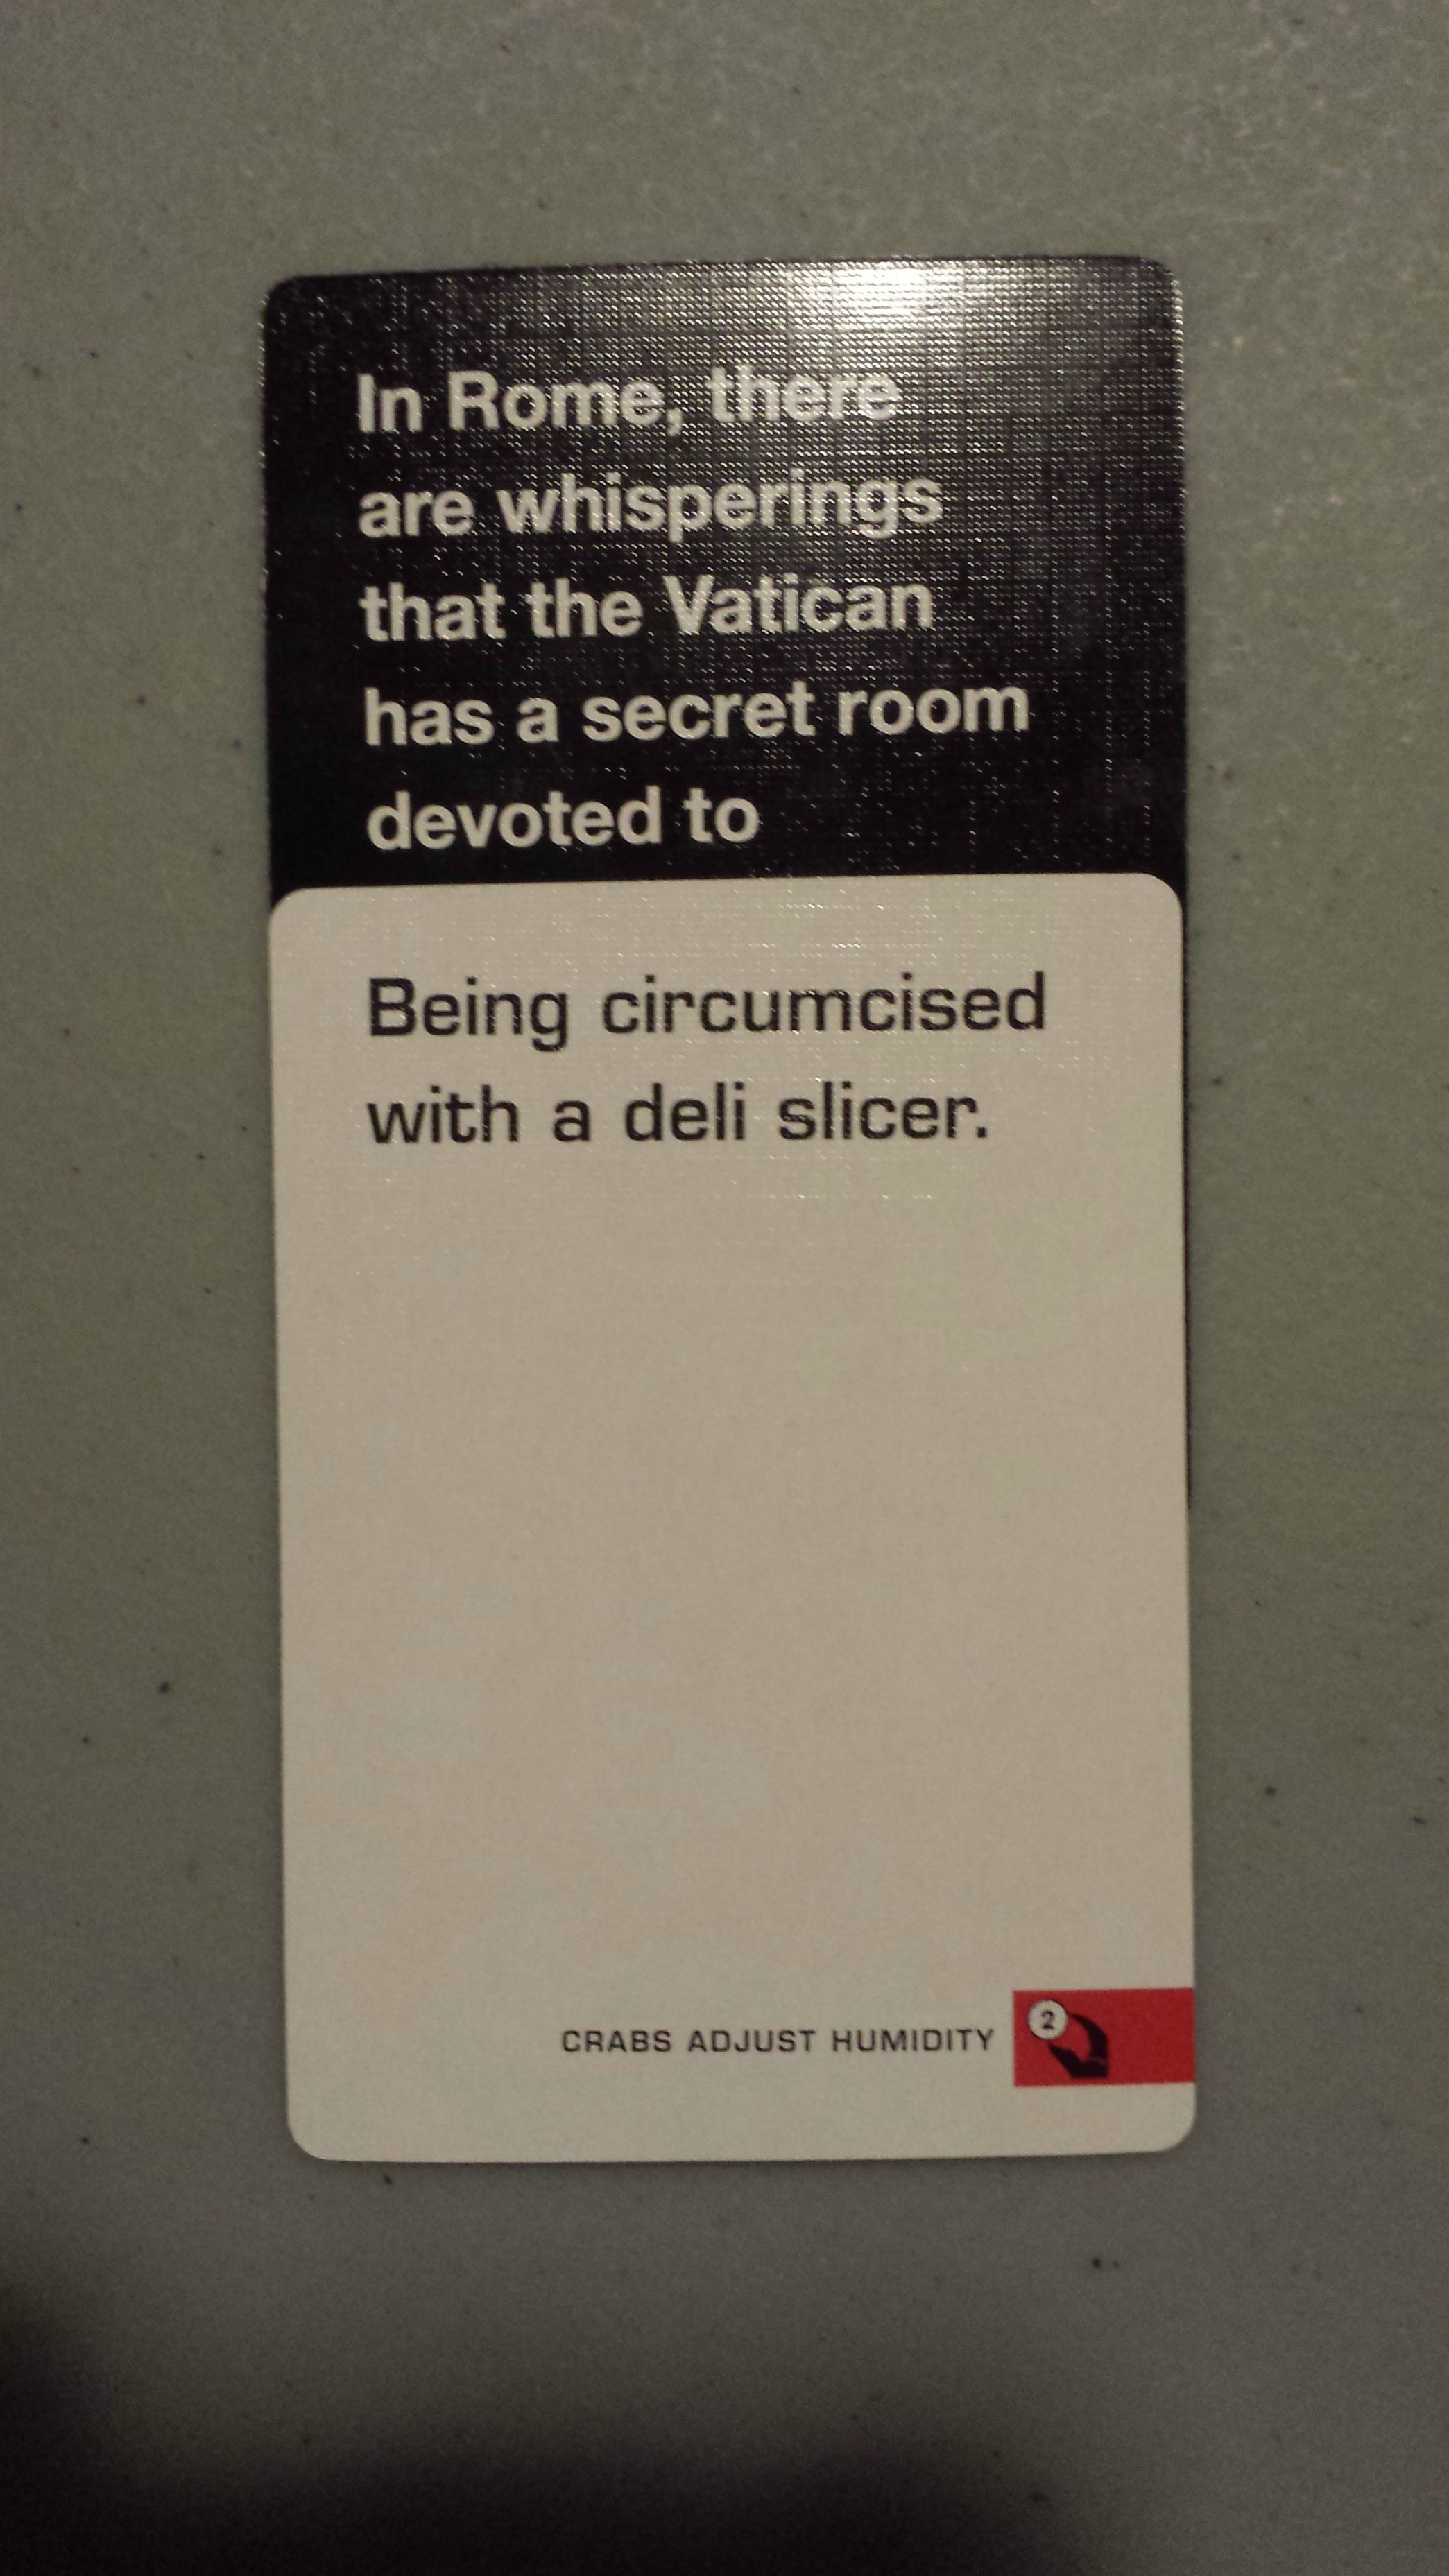 In Rome, there
are whisperings
that the Vatican
has a secret room
devoted to
Being circumcised
with a deli slicer.
CRABS ADJUST HUMIDITY
2